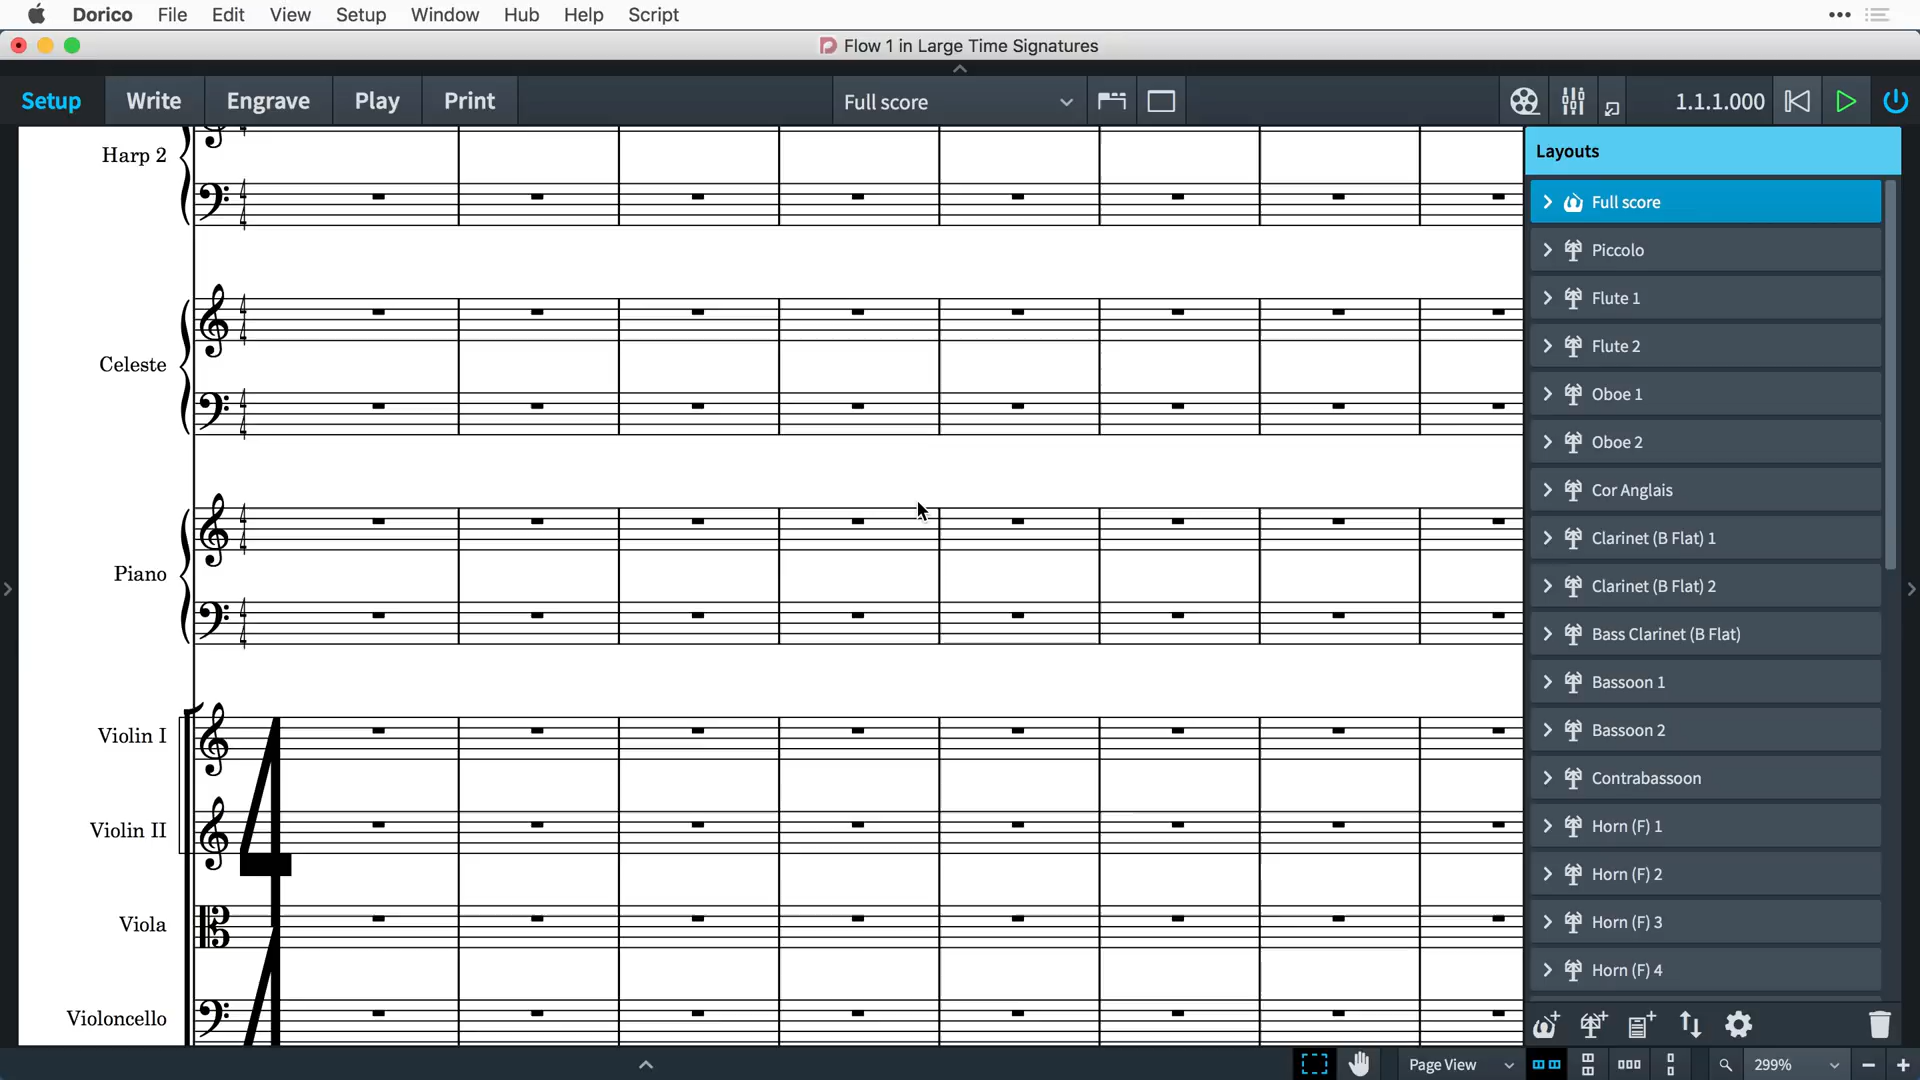 Dorico File Edit View Setup Window Hub Help Script
Flow 1 in Large Time Signatures
Setup Write Engrave Play Print Full score 1.1.1.000
Layouts
Full score
Piccolo
Flute 1
Flute 2
Oboe 1
Oboe 2
Cor Anglais
Clarinet (B Flat) 1
Clarinet (B Flat) 2
Bass Clarinet (B Flat)
Bassoon 1
Bassoon 2
Contrabassoon
Horn (F) 1
Horn (F) 2
Horn (F) 3
Horn (F) 4
Harp 2
Celeste
Piano
Violin I
Violin II
Viola
Violoncello
Page View 299%